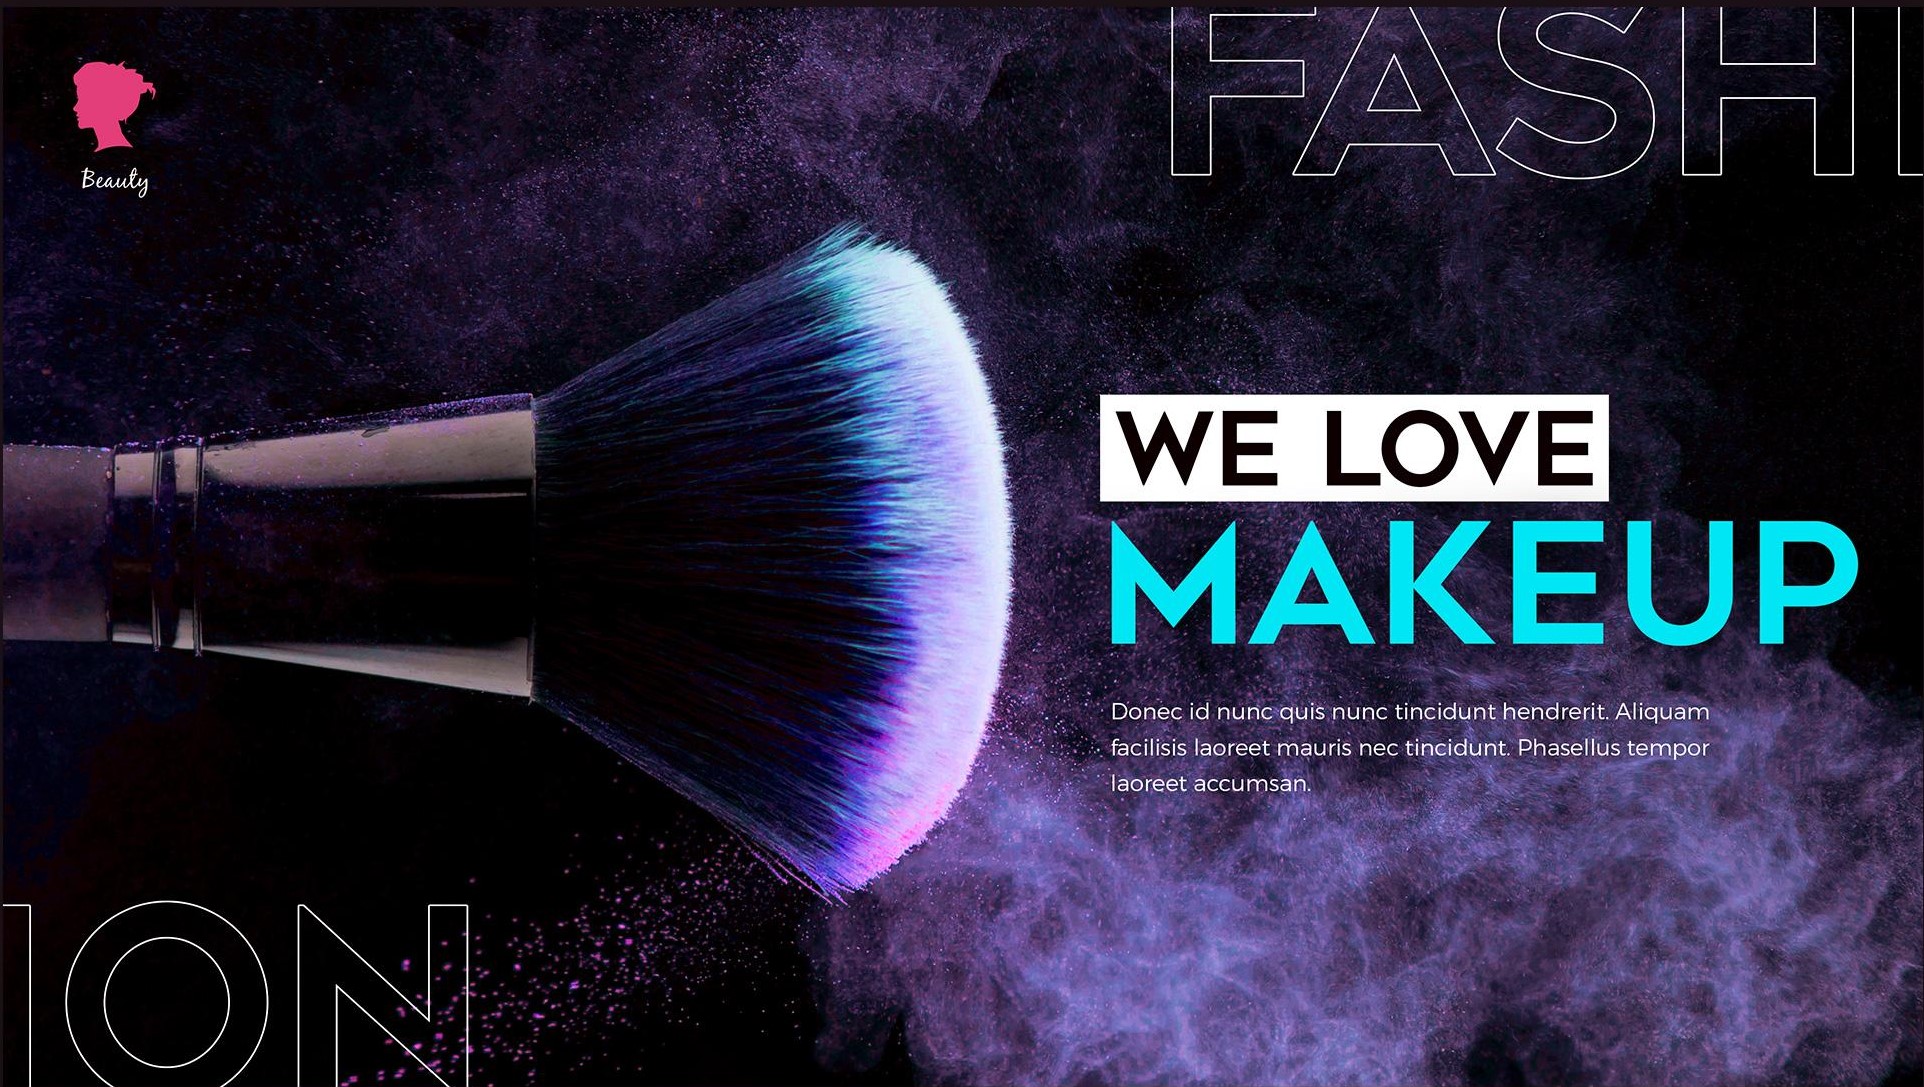 Beauty
FASHI
WE LOVE
MAKEUP
Donec id nunc quis nunc tincidunt hendrerit. Aliquam
facilisis laoreet mauris nec tincidunt. Phasellus tempor
laoreet accumsan.
ION